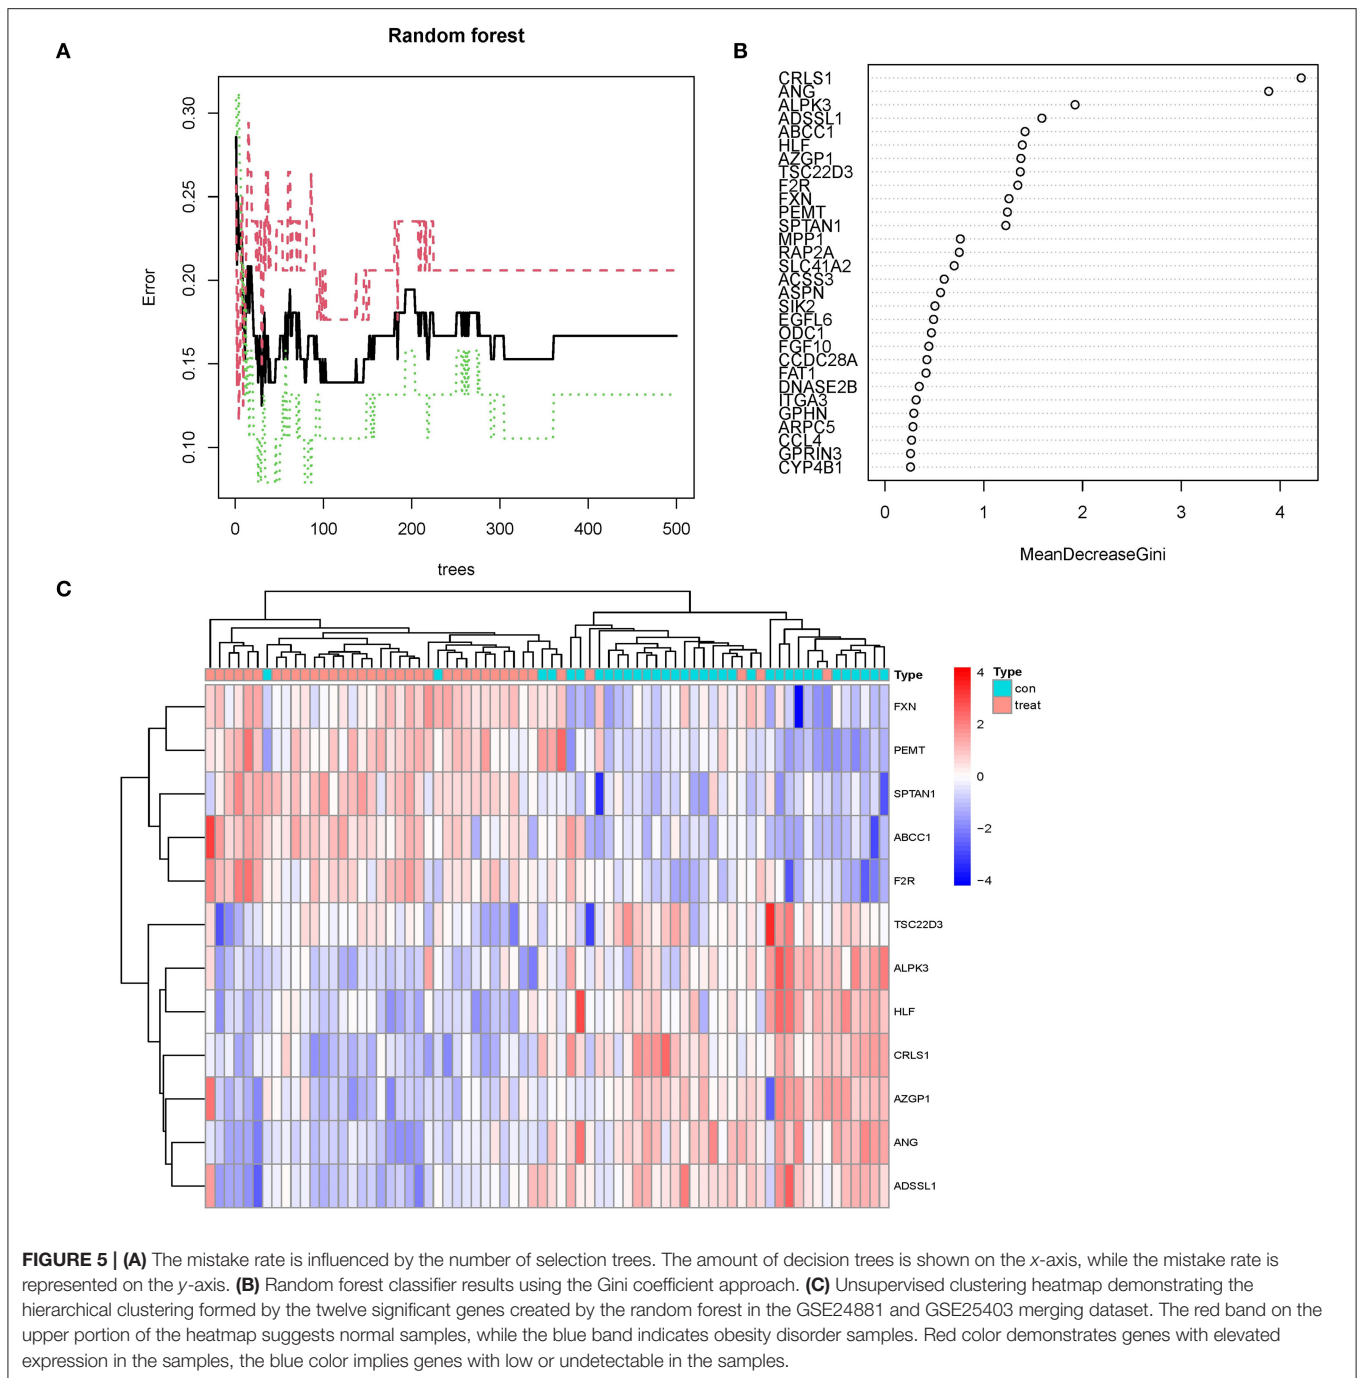 A
Random forest
Error
0.30
0.25
0.20
0.15
0.10
0 100 200 300 400 500
trees
B
CRLS1
ANG
ALPK3
ADSSL1
ABCC1
HLF
AZGP1
TSC22D3
F2R
FXN
PEMT
SPTAN1
MPP1
RAP2A
SLC41A2
ACSS3
ASPN
SIK2
EGFL6
ODC1
FGF10
CCDC28A
FAT1
DNASE2B
ITGA3
GPHN
ARPC5
CCL4
GPRIN3
CYP4B1
0 1 2 3 4
MeanDecreaseGini
C
Type
FXN
PEMT
SPTAN1
ABCC1
F2R
TSC22D3
ALPK3
HLF
CRLS1
AZGP1
ANG
ADSSL1
4
2
0
−2
−4
Type
con
treat
FIGURE 5 | (A) The mistake rate is influenced by the number of selection trees. The amount of decision trees is shown on the x-axis, while the mistake rate is
represented on the y-axis. (B) Random forest classifier results using the Gini coefficient approach. (C) Unsupervised clustering heatmap demonstrating the
hierarchical clustering formed by the twelve significant genes created by the random forest in the GSE24881 and GSE25403 merging dataset. The red band on the
upper portion of the heatmap suggests normal samples, while the blue band indicates obesity disorder samples. Red color demonstrates genes with elevated
expression in the samples, the blue color implies genes with low or undetectable in the samples.